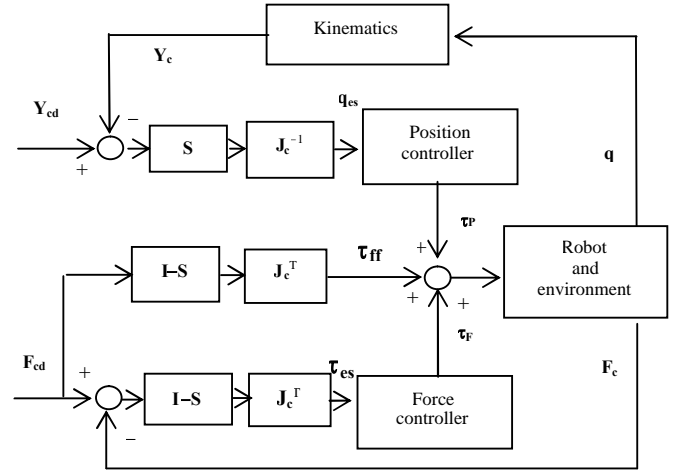 Kinematics
Yc
Ycd
−
+
S
Jc−1
qes
Position
controller
q
τP
+
I−S
JcT
τff
+
+
Robot
and
environment
τF
Fcd
+
−
I−S
JcT
τes
Force
controller
Fc